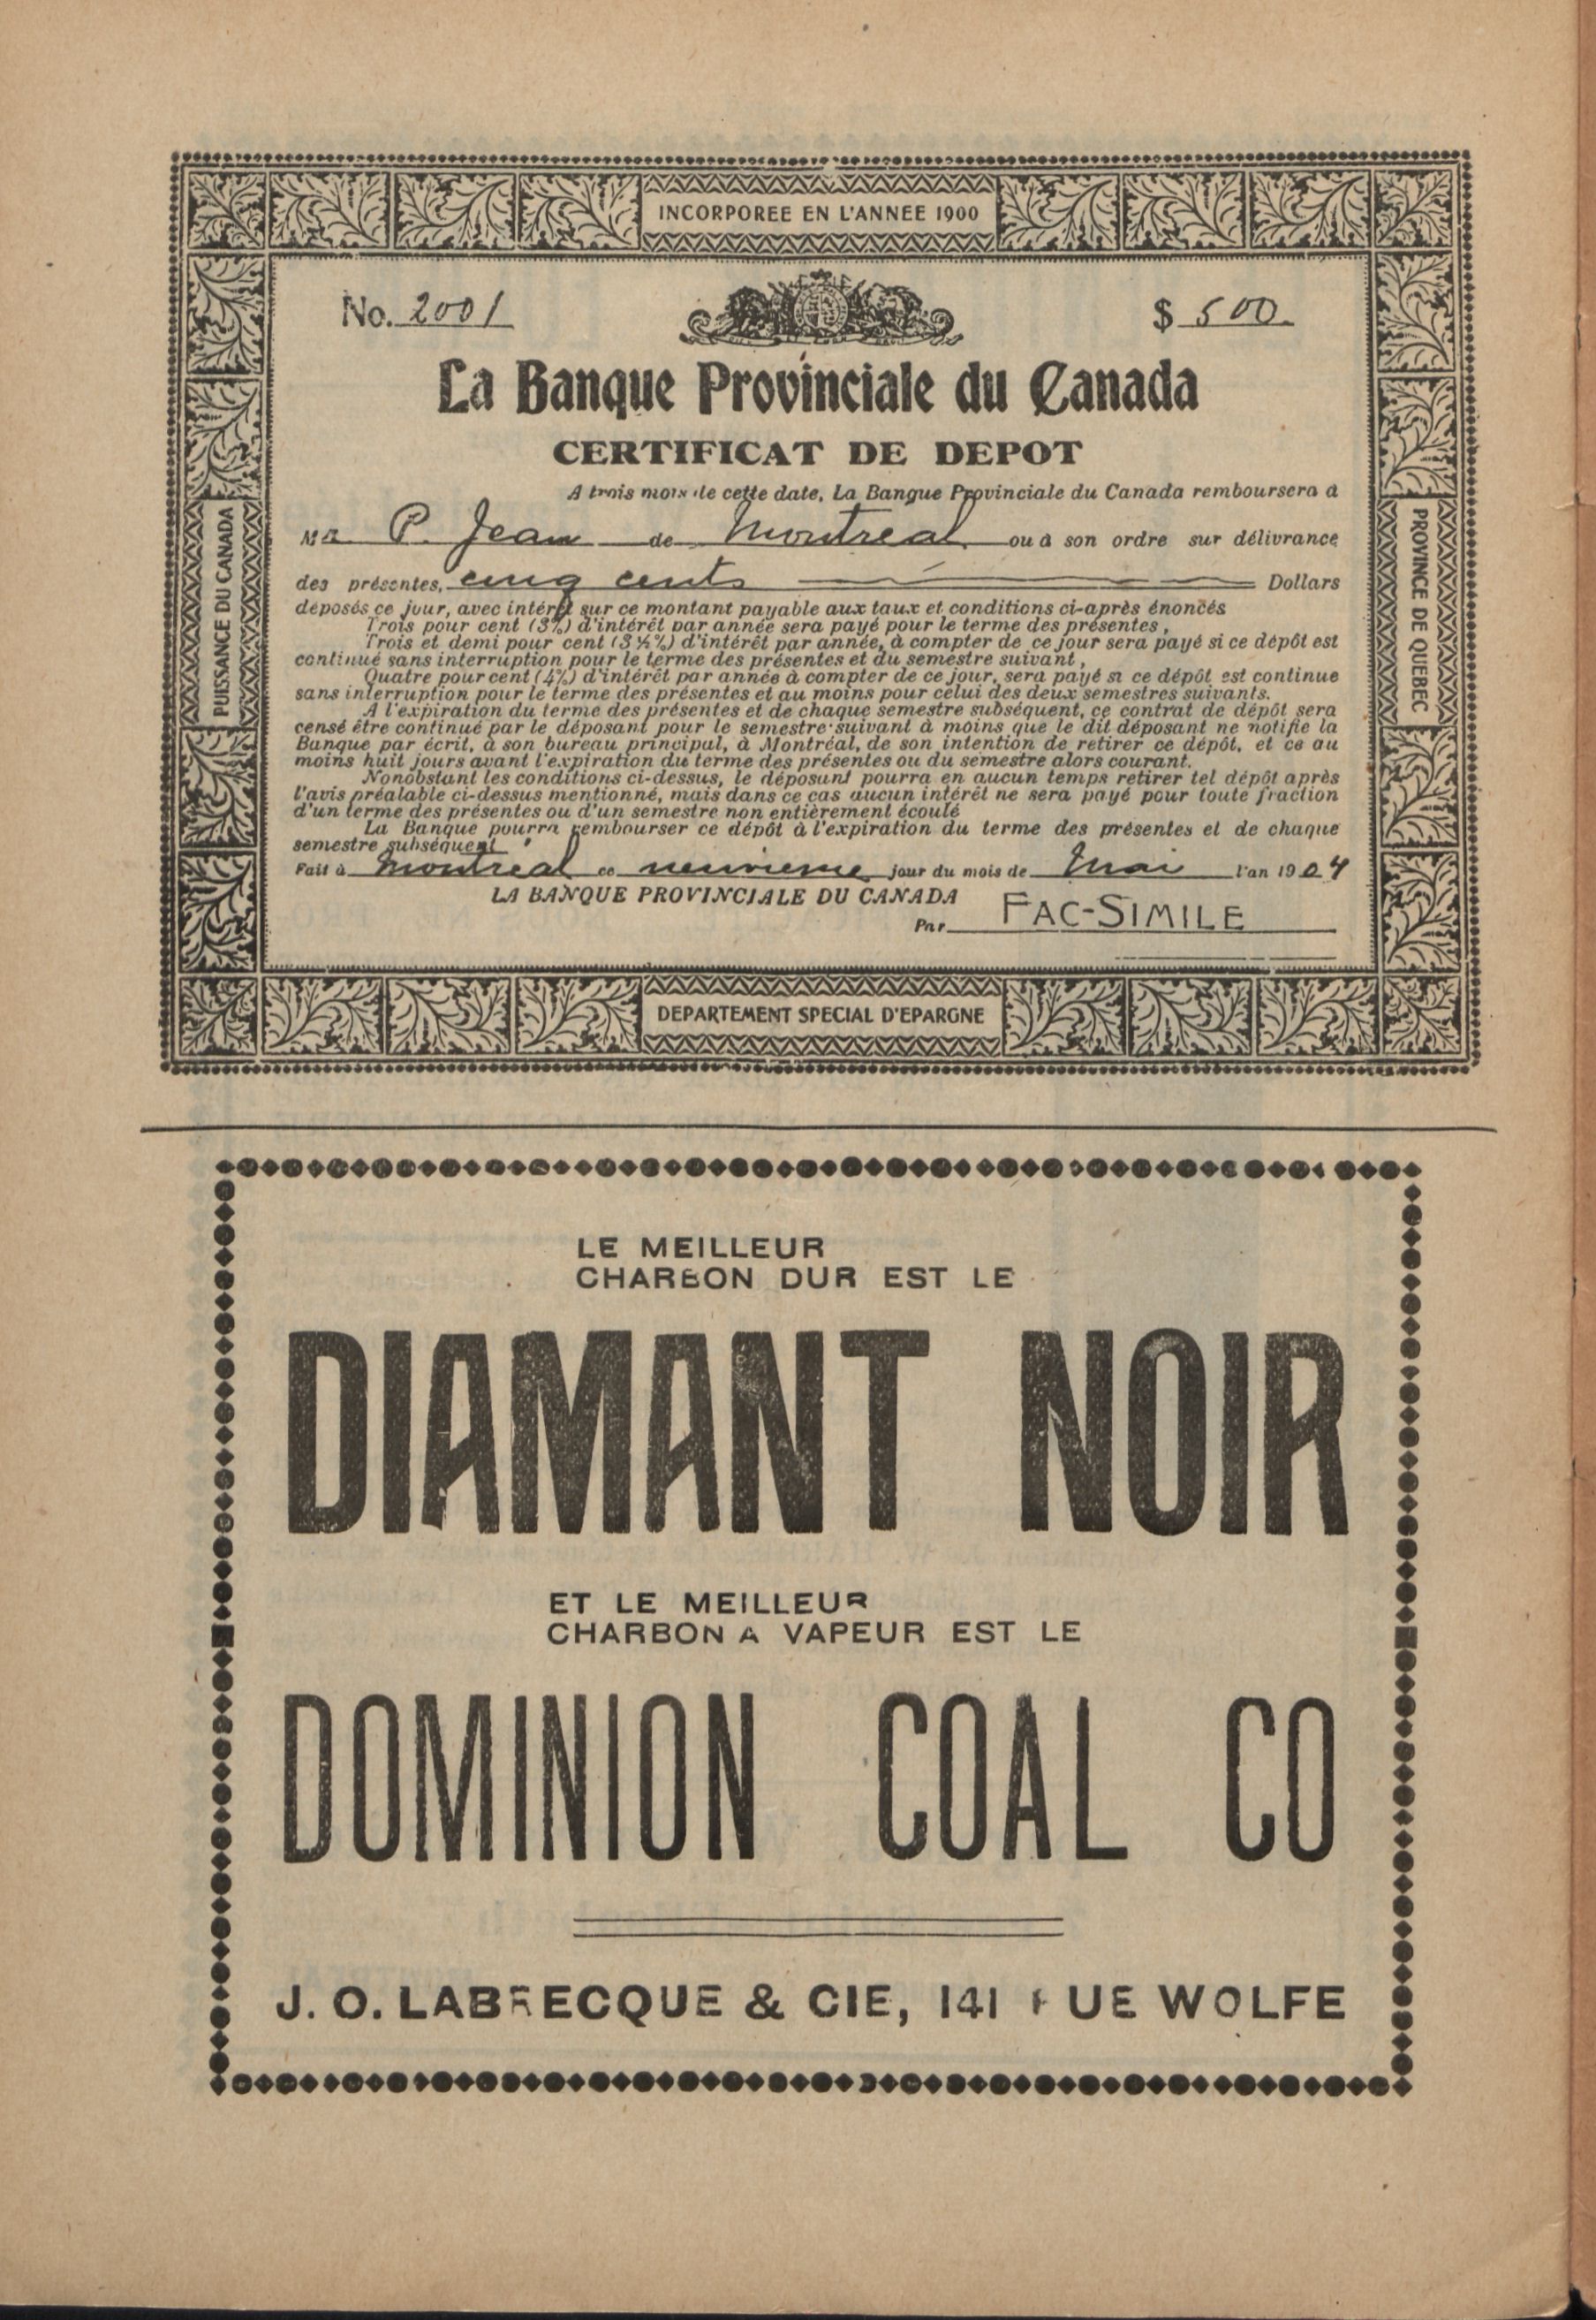 INCORPOREE EN L'ANNEE 1900
No. 2001
$ 500
La Banque Provinciale du Canada
CERTIFICAT DE DEPOT
A trois mois de cette date, La Banque Provinciale du Canada remboursera à
Mr P. Jean de Montreal ou à son ordre sur délivrance
des présentes, cinq cents Dollars
déposés ce jour, avec intérêt sur ce montant payable aux taux et conditions ci-après énoncés
Trois pour cent (3%) d'intérêt par année sera payé pour le terme des présentes,
Trois et demi pour cent (3½%) d'intérêt par année, à compter de ce jour sera payé si ce dépôt est
continué sans interruption pour le terme des présentes et du semestre suivant,
Quatre pour cent (4%) d'intérêt par année à compter de ce jour, sera payé si ce dépôt est continue
sans interruption pour le terme des présentes et au moins pour celui des deux semestres suivants.
A l'expiration du terme des présentes et de chaque semestre subséquent, ce contrat de dépôt sera
censé être continué par le déposant pour le semestre suivant à moins que le dit déposant ne notifie la
Banque par écrit, à son bureau principal, à Montréal, de son intention de retirer ce dépôt, et ce au
moins huit jours avant l'expiration du terme des présentes ou du semestre alors courant.
Nonobstant les conditions ci-dessus, le déposant pourra en aucun temps retirer tel dépôt après
l'avis préalable ci-dessus mentionné, mais dans ce cas aucun intérêt ne sera payé pour toute fraction
d'un terme des présentes ou d'un semestre non entièrement écoulé
La Banque pourra rembourser ce dépôt à l'expiration du terme des présentes et de chaque
semestre subséquent
Fait à Montreal ce neuvieme jour du mois de Mai l'an 1904
LA BANQUE PROVINCIALE DU CANADA
Par FAC-SIMILE
PUISSANCE DU CANADA
PROVINCE DE QUEBEC
DEPARTEMENT SPECIAL D'EPARGNE
LE MEILLEUR
CHARBON DUR EST LE
DIAMANT NOIR
ET LE MEILLEUR
CHARBON A VAPEUR EST LE
DOMINION COAL CO
J. O. LABRECQUE & CIE, 141 RUE WOLFE